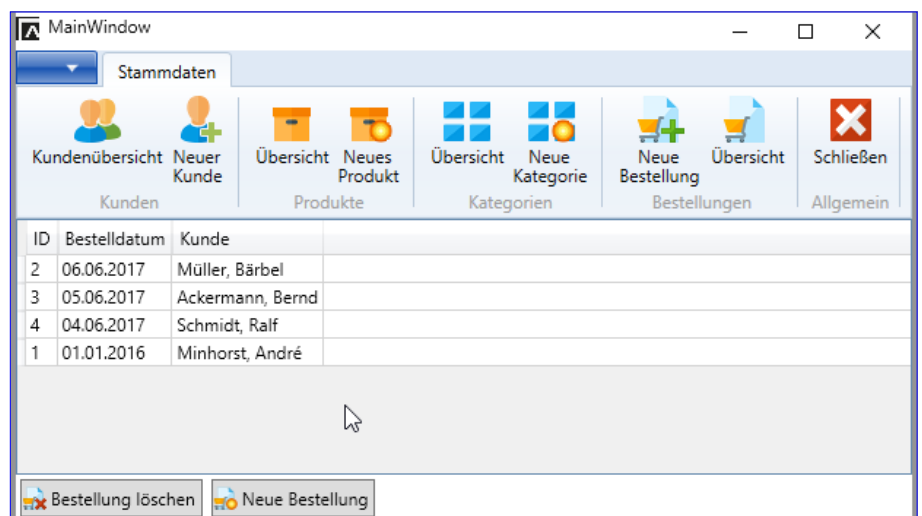 MainWindow
Stammdaten
Kundenübersicht Neuer Kunde Übersicht Neues Produkt Übersicht Neue Kategorie Neue Bestellung Übersicht Schließen
Kunden Produkte Kategorien Bestellungen Allgemein
ID Bestelldatum Kunde
2 06.06.2017 Müller, Bärbel
3 05.06.2017 Ackermann, Bernd
4 04.06.2017 Schmidt, Ralf
1 01.01.2016 Minhorst, André
Bestellung löschen Neue Bestellung